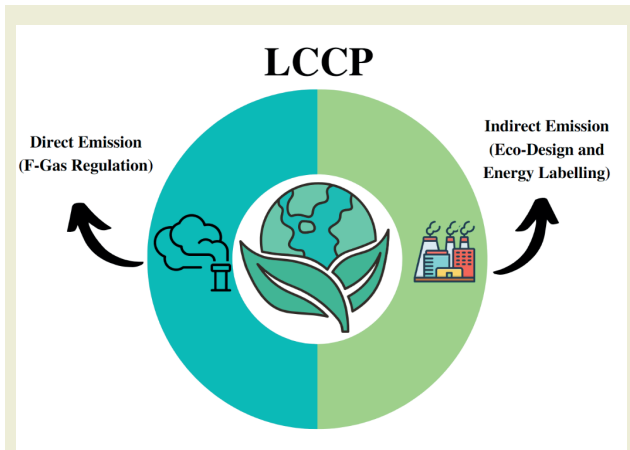 LCCP
Direct Emission
(F-Gas Regulation)
Indirect Emission
(Eco-Design and
Energy Labelling)